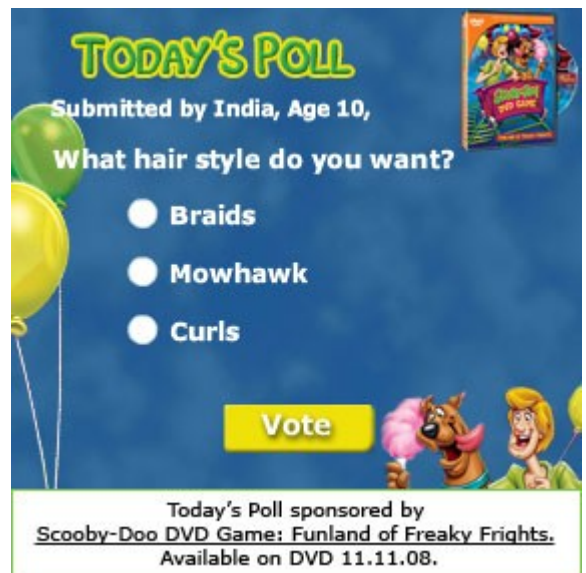 TODAY'S POLL
Submitted by India, Age 10,
What hair style do you want?
Braids
Mowhawk
Curls
Vote
Today's Poll sponsored by
Scooby-Doo DVD Game: Funland of Freaky Frights.
Available on DVD 11.11.08.